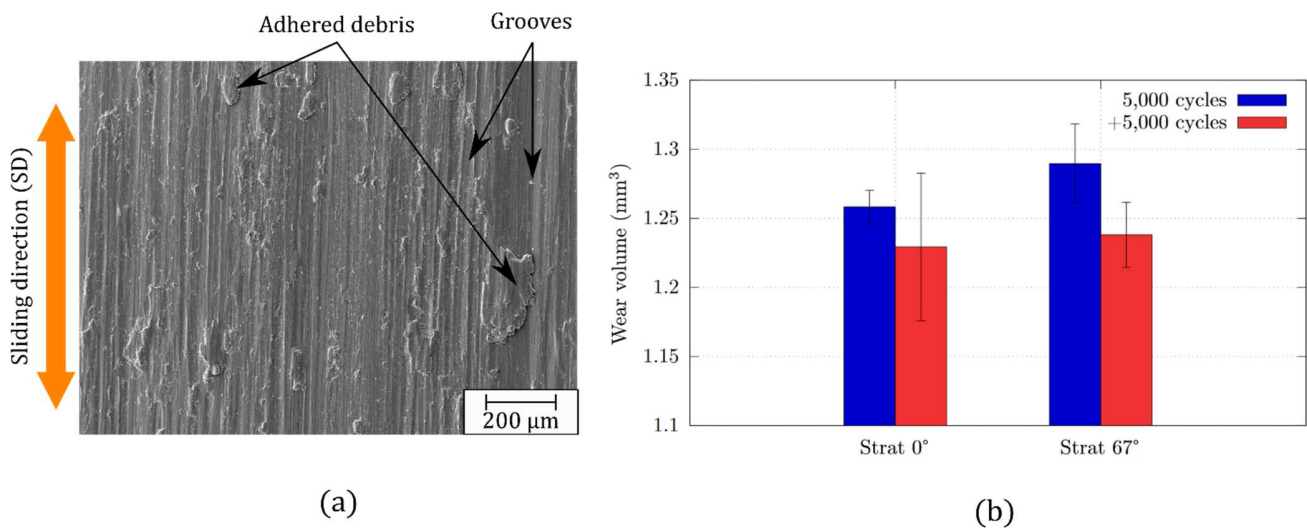 Adhered debris
Grooves
Sliding direction (SD)
200 μm
(a)
1.35
1.3
1.25
1.2
1.15
1.1
Wear volume (mm³)
5,000 cycles
+5,000 cycles
Strat 0°
Strat 67°
(b)